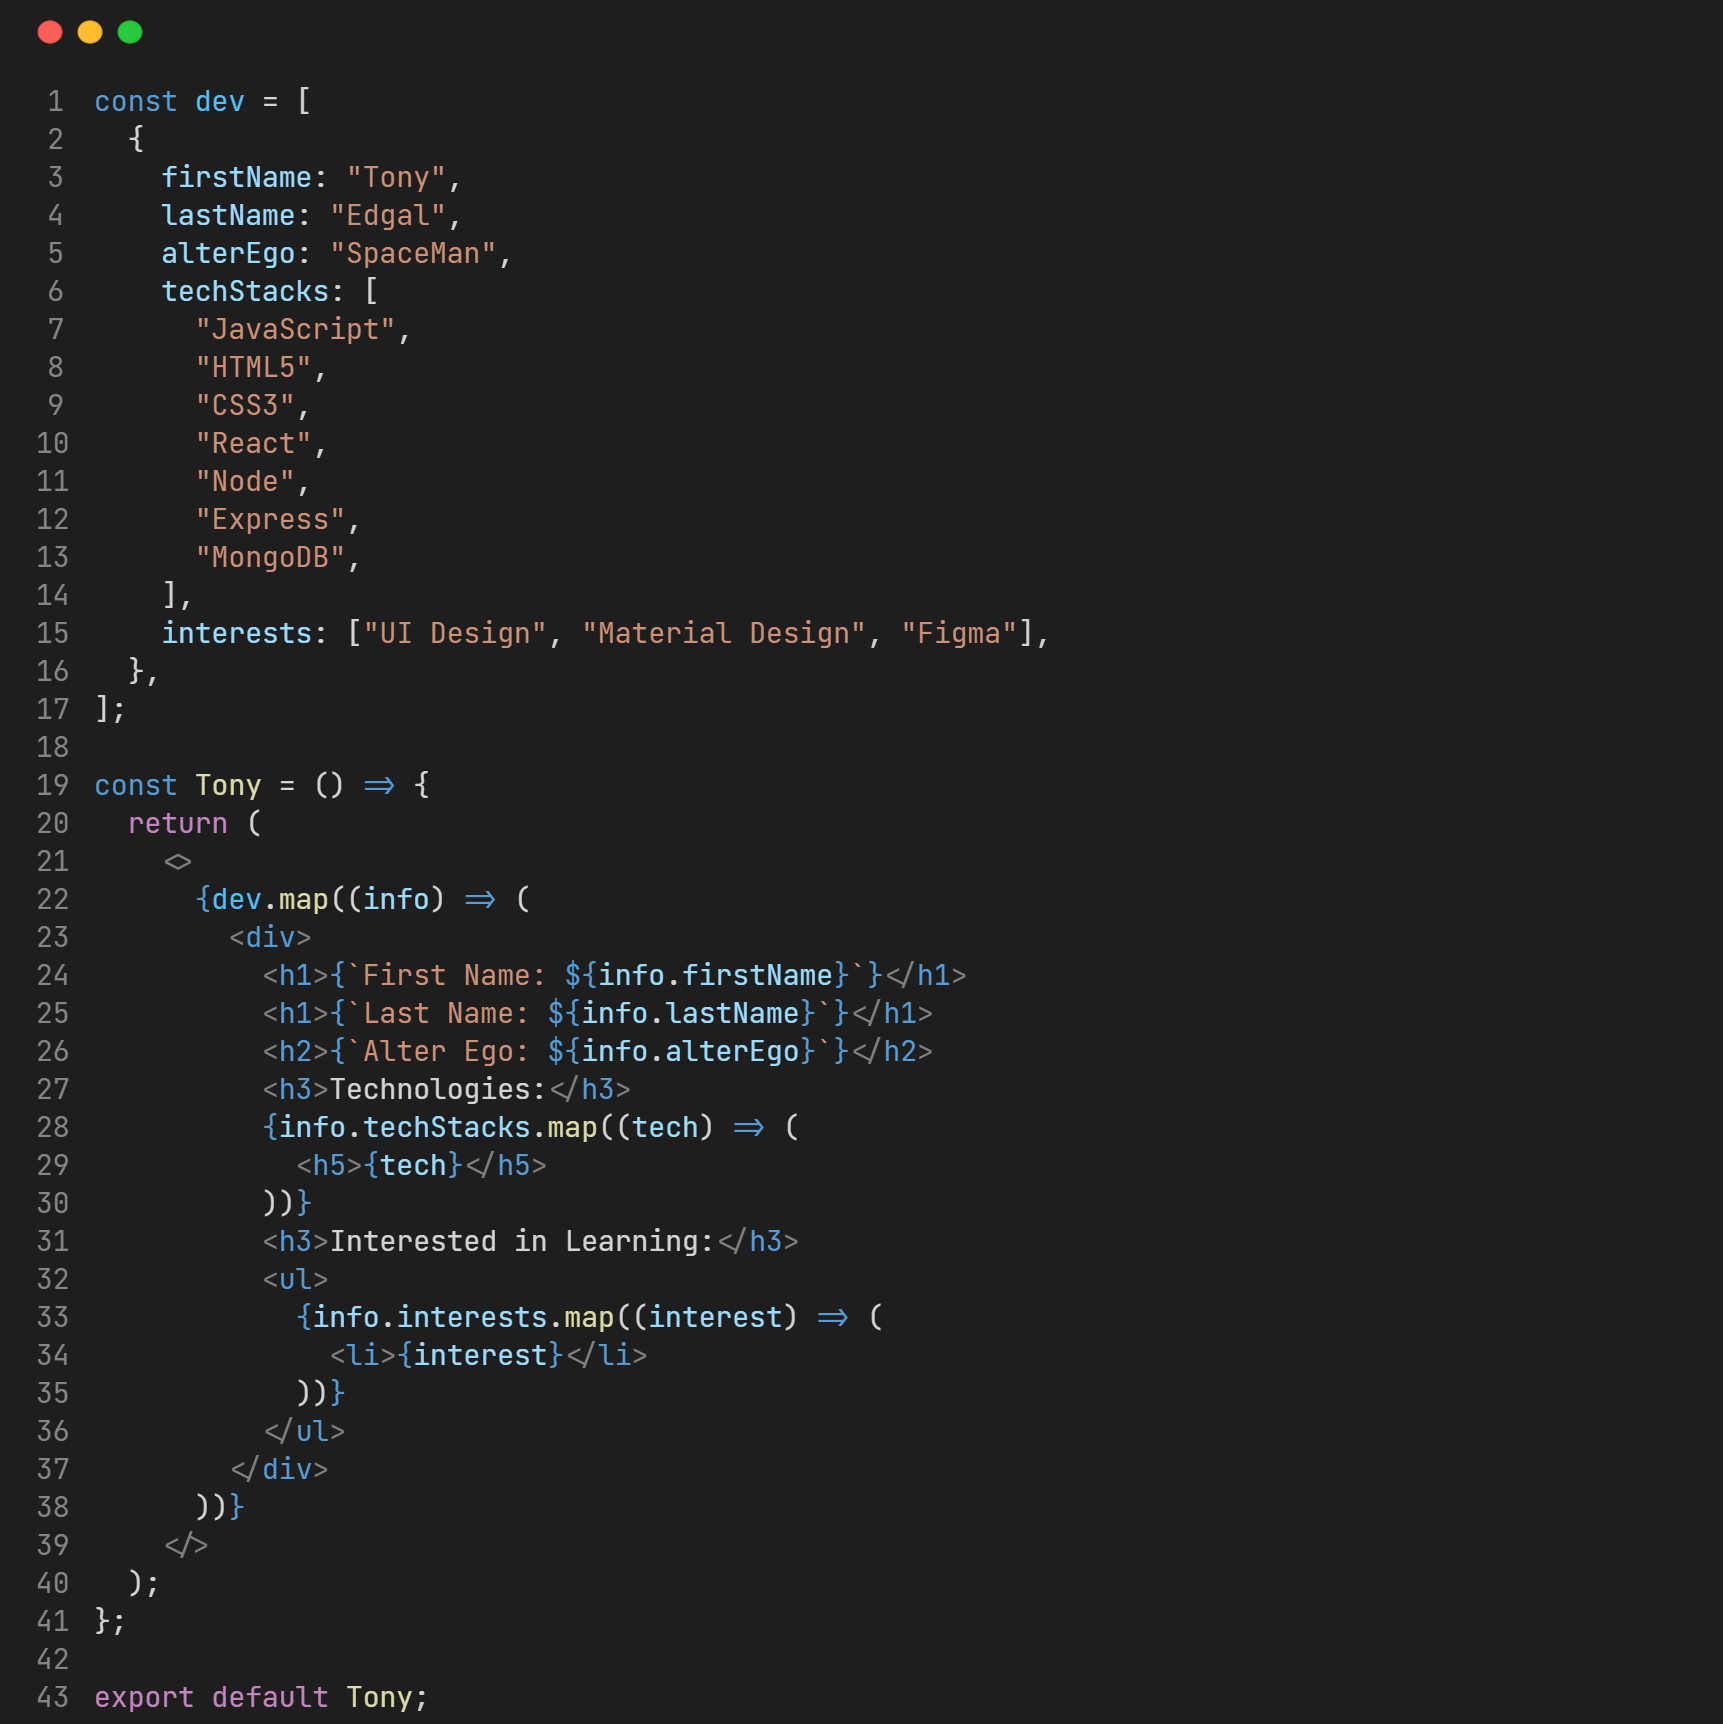 1 const dev = [
2   {
3     firstName: "Tony",
4     lastName: "Edgal",
5     alterEgo: "SpaceMan",
6     techStacks: [
7       "JavaScript",
8       "HTML5",
9       "CSS3",
10       "React",
11       "Node",
12       "Express",
13       "MongoDB",
14     ],
15     interests: ["UI Design", "Material Design", "Figma"],
16   },
17 ];
18
19 const Tony = () => {
20   return (
21     <>
22       {dev.map((info) => (
23         <div>
24           <h1>{`First Name: ${info.firstName}`}</h1>
25           <h1>{`Last Name: ${info.lastName}`}</h1>
26           <h2>{`Alter Ego: ${info.alterEgo}`}</h2>
27           <h3>Technologies:</h3>
28           {info.techStacks.map((tech) => (
29             <h5>{tech}</h5>
30           ))}
31           <h3>Interested in Learning:</h3>
32           <ul>
33             {info.interests.map((interest) => (
34               <li>{interest}</li>
35             ))}
36           </ul>
37         </div>
38       ))}
39     </>
40   );
41 };
42
43 export default Tony;